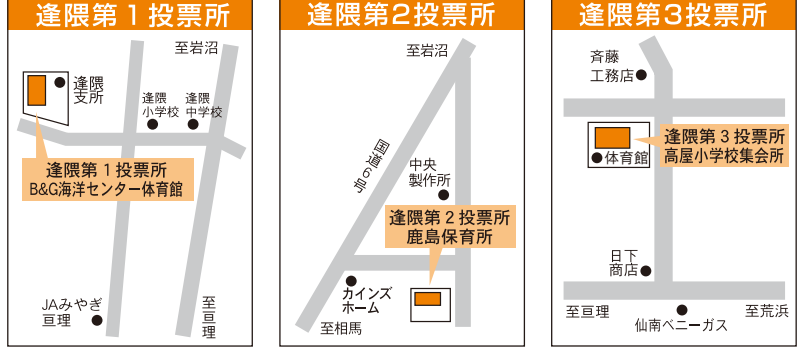 逢隈第1投票所
至岩沼
逢隈
支所
逢隈
小学校
逢隈
中学校
逢隈第1投票所
B&G海洋センター体育館
JAみやぎ
亘理
至亘理
逢隈第2投票所
至岩沼
国道6号
中央
製作所
逢隈第2投票所
鹿島保育所
カインズ
ホーム
至相馬
逢隈第3投票所
斉藤
工務店
逢隈第3投票所
高屋小学校集会所
体育館
日下
商店
至亘理
至荒浜
仙南ベニーガス